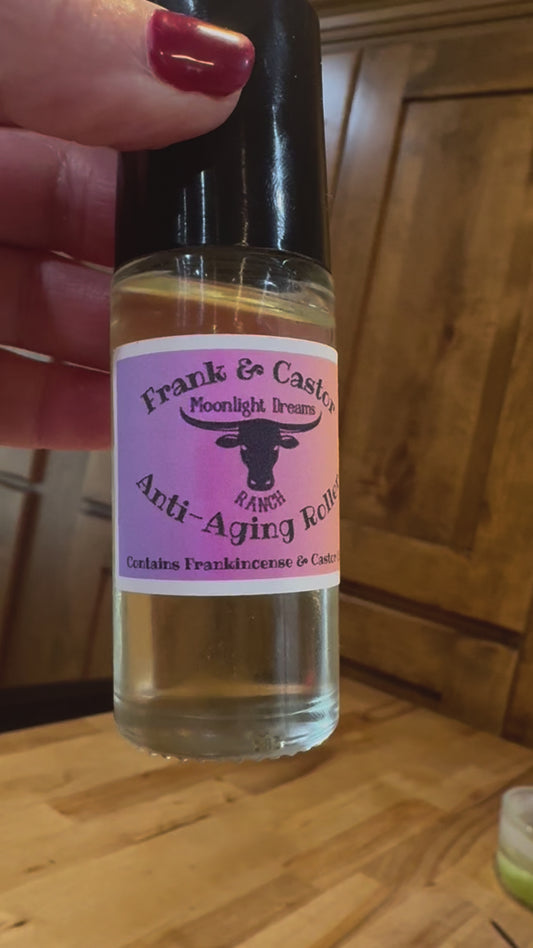 Frank & Castor
Moonlight Dreams
RANCH
Anti-Aging Roller
Contains Frankincense & Castor